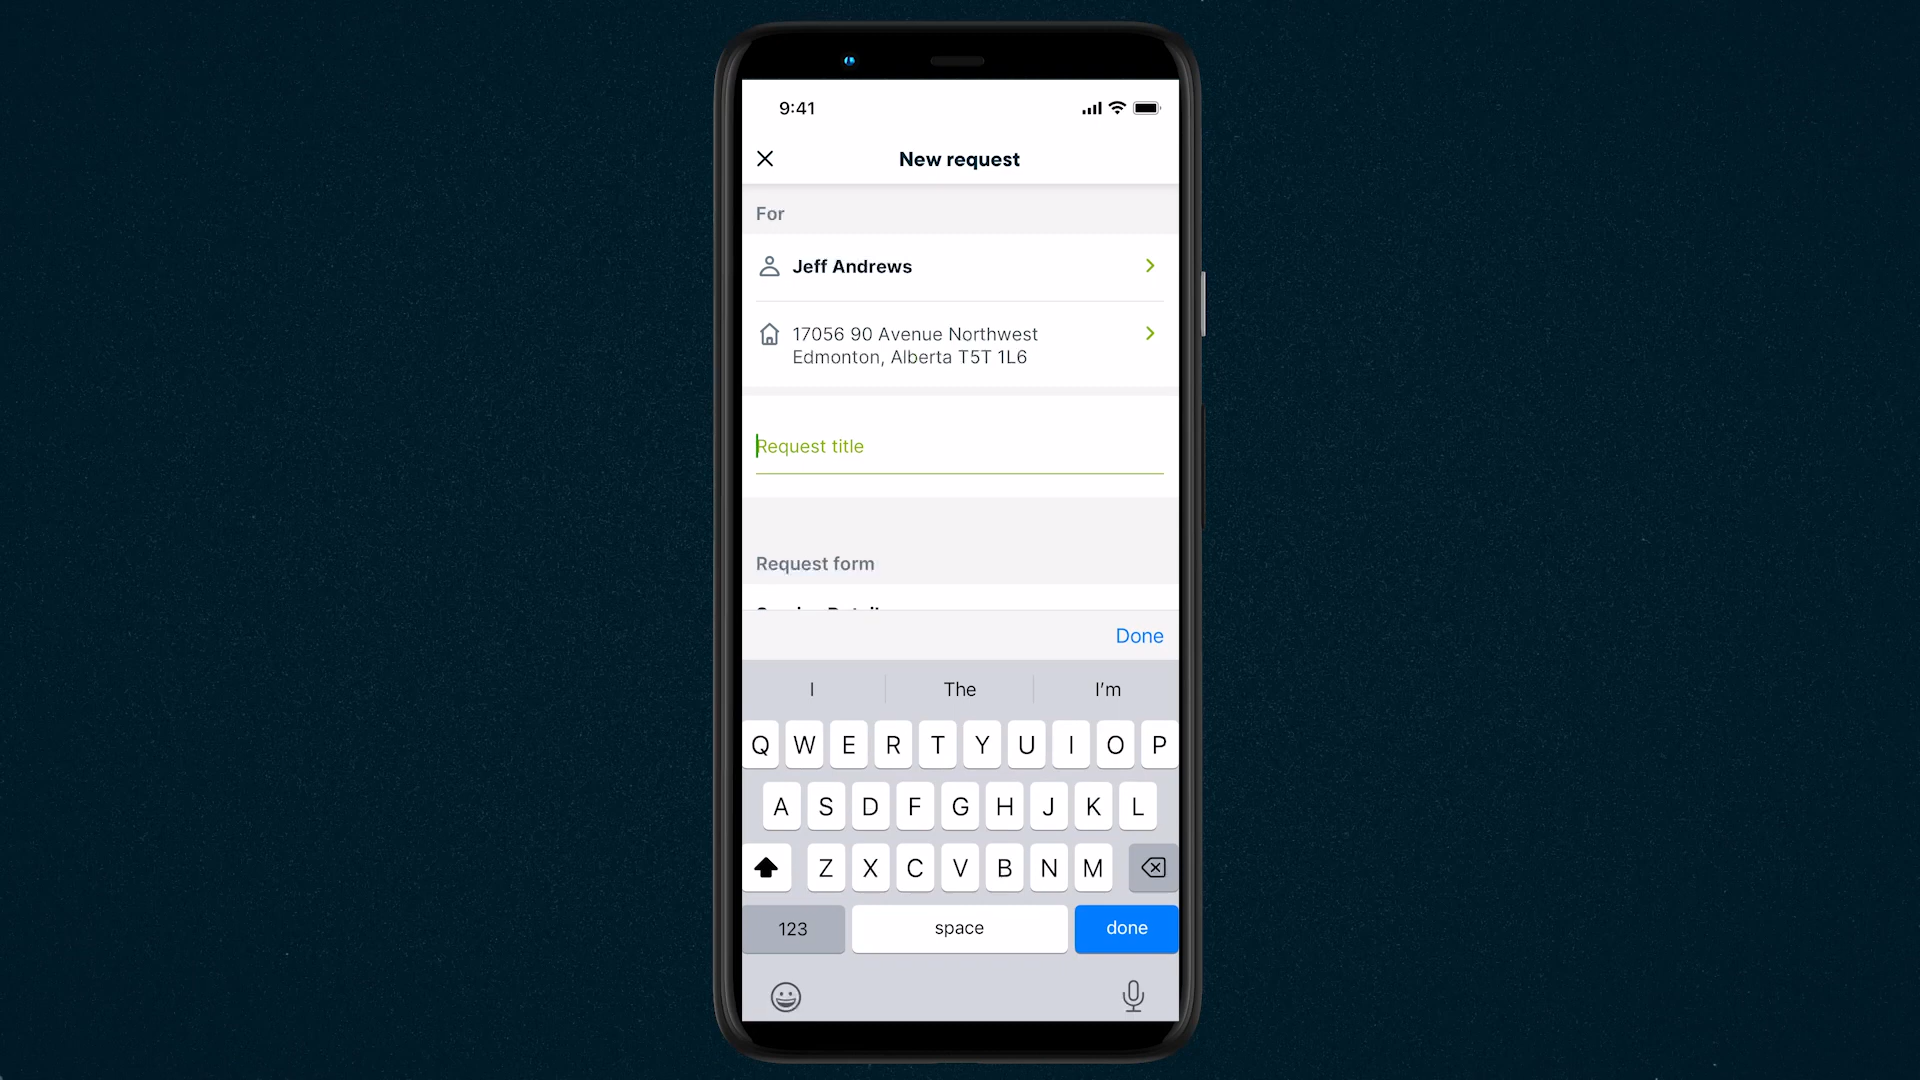 9:41
New request
For
Jeff Andrews
17056 90 Avenue Northwest
Edmonton, Alberta T5T 1L6
Request title
Request form
Done
I
The
I'm
Q W E R T Y U I O P
A S D F G H J K L
Z X C V B N M
123
space
done